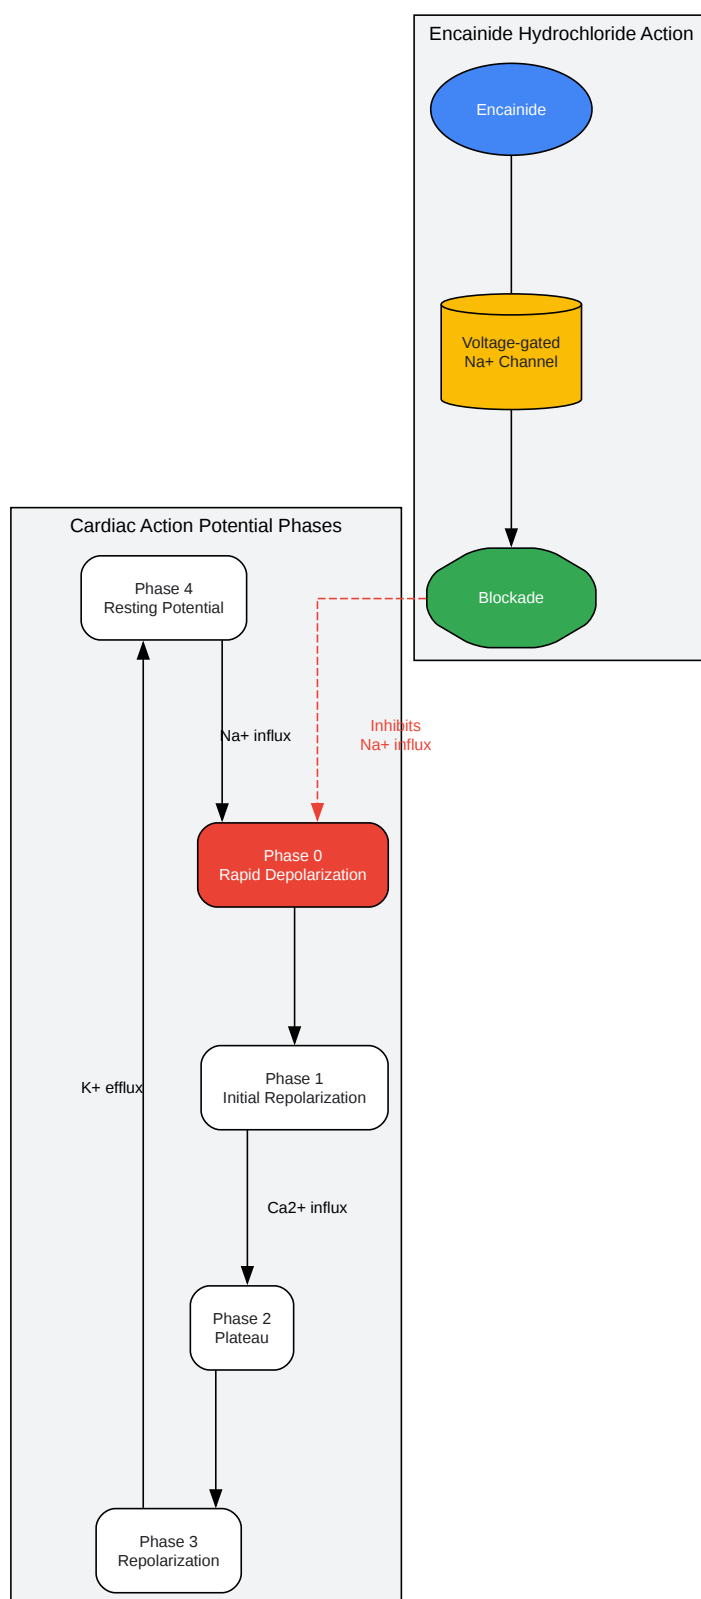 Encainide Hydrochloride Action
Encainide
Voltage-gated
Na+ Channel
Blockade
Cardiac Action Potential Phases
Phase 4
Resting Potential
Na+ influx
Inhibits
Na+ influx
Phase 0
Rapid Depolarization
Phase 1
Initial Repolarization
K+ efflux
Ca2+ influx
Phase 2
Plateau
Phase 3
Repolarization